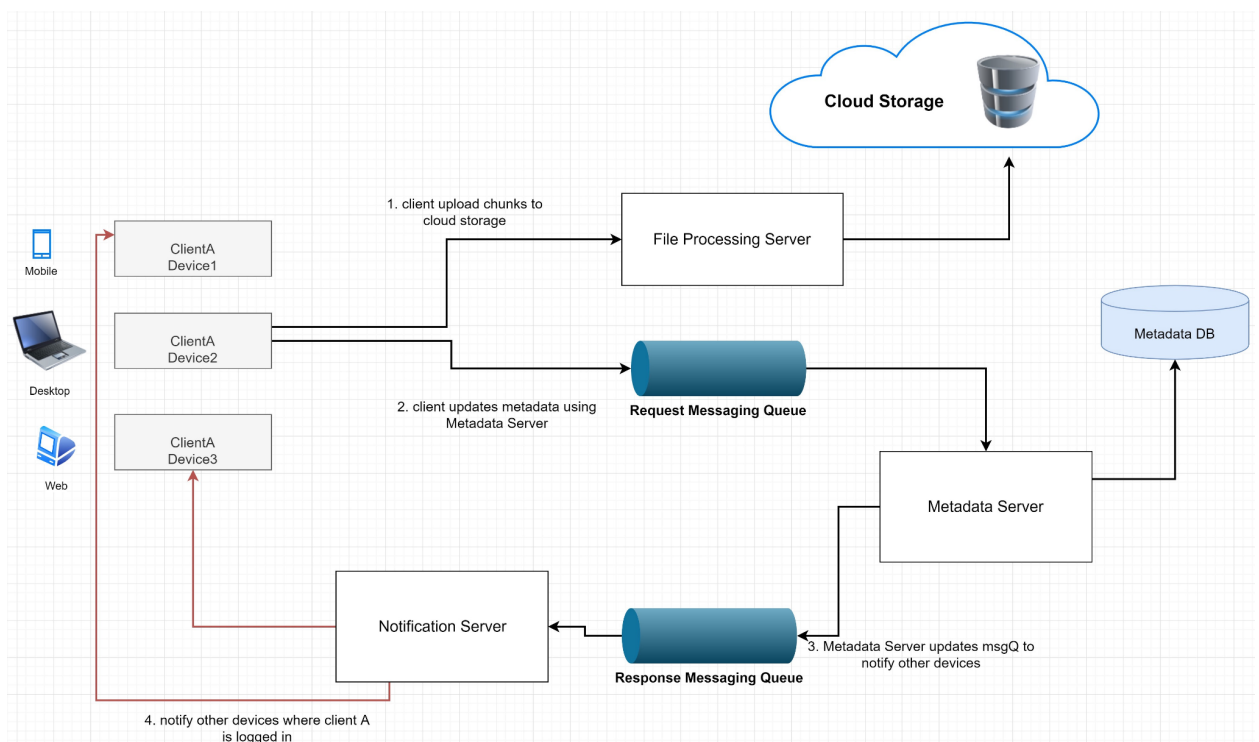 Cloud Storage
1. client upload chunks to
cloud storage
File Processing Server
ClientA
Device1
Mobile
ClientA
Device2
Desktop
Metadata DB
2. client updates metadata using
Metadata Server
Request Messaging Queue
ClientA
Device3
Web
Metadata Server
Notification Server
3. Metadata Server updates msgQ to
notify other devices
Response Messaging Queue
4. notify other devices where client A
is logged in